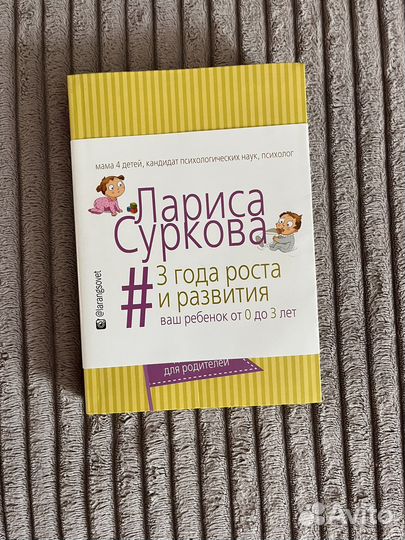 мама 4 детей, кандидат психологических наук, психолог
Лариса
Суркова
# 3 года роста
и развития
ваш ребенок от 0 до 3 лет
@larangsovet
для родителей
Avito